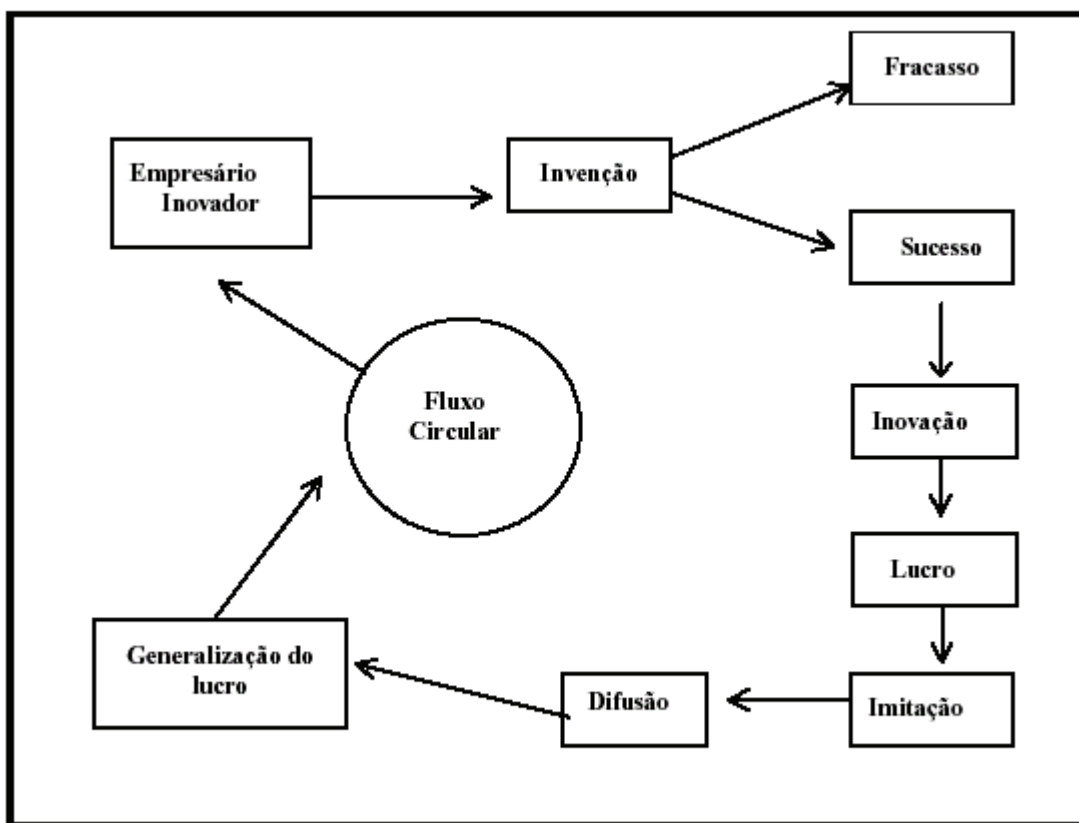 Fracasso
Empresário
Inovador
Invenção
Sucesso
Fluxo
Circular
Inovação
Lucro
Generalização do
lucro
Difusão
Imitação